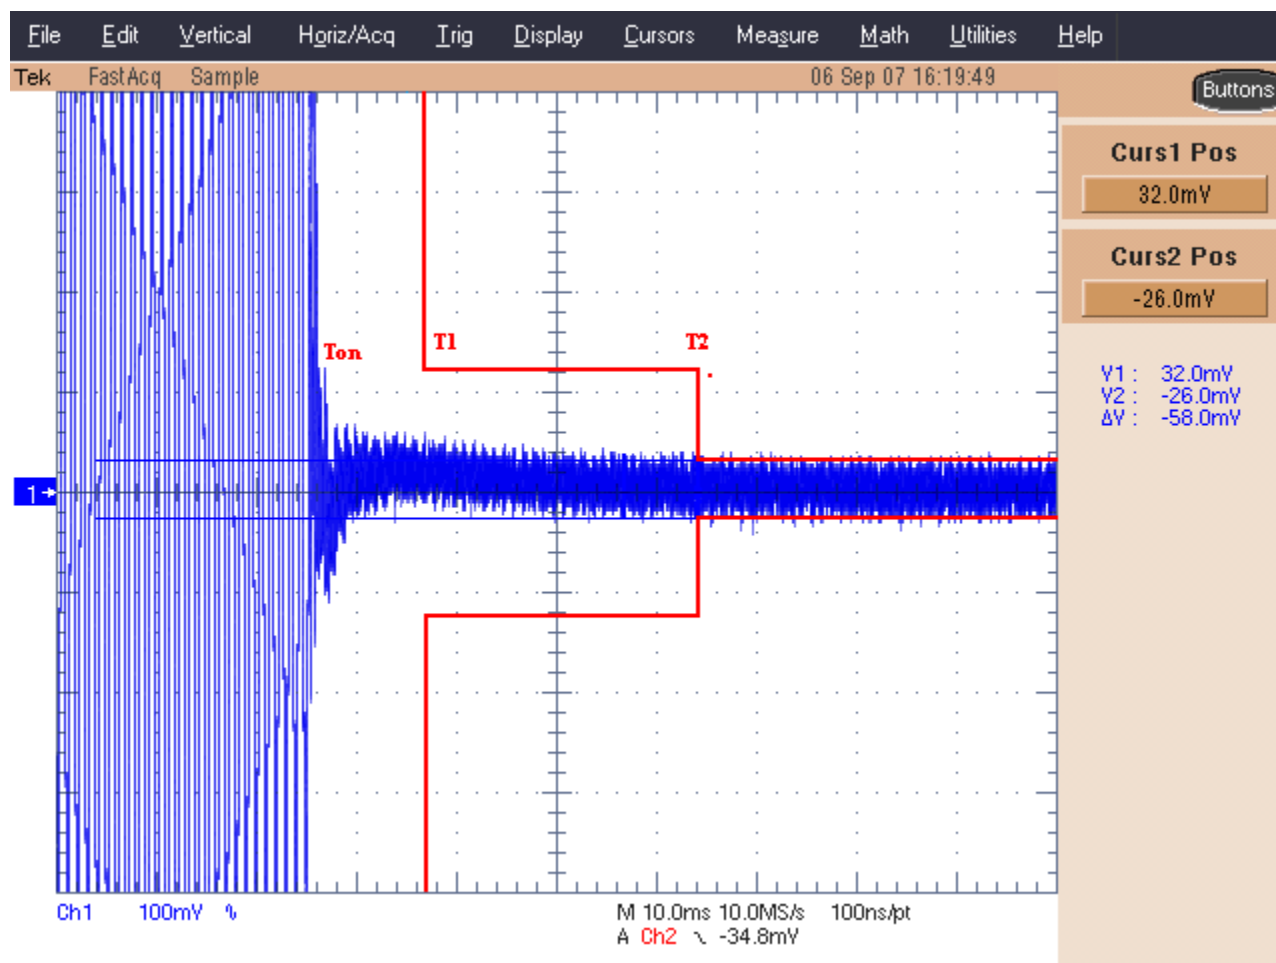 File Edit Vertical Horiz/Acq Trig Display Cursors Measure Math Utilities Help
Tek FastAcq Sample 06 Sep 07 16:19:49
Buttons
Curs1 Pos
32.0mV
Curs2 Pos
-26.0mV
V1 : 32.0mV
V2 : -26.0mV
ΔV : -58.0mV
Ton T1 T2
1
Ch1 100mV
M 10.0ms 10.0MS/s 100ns/pt
A Ch2 -34.8mV